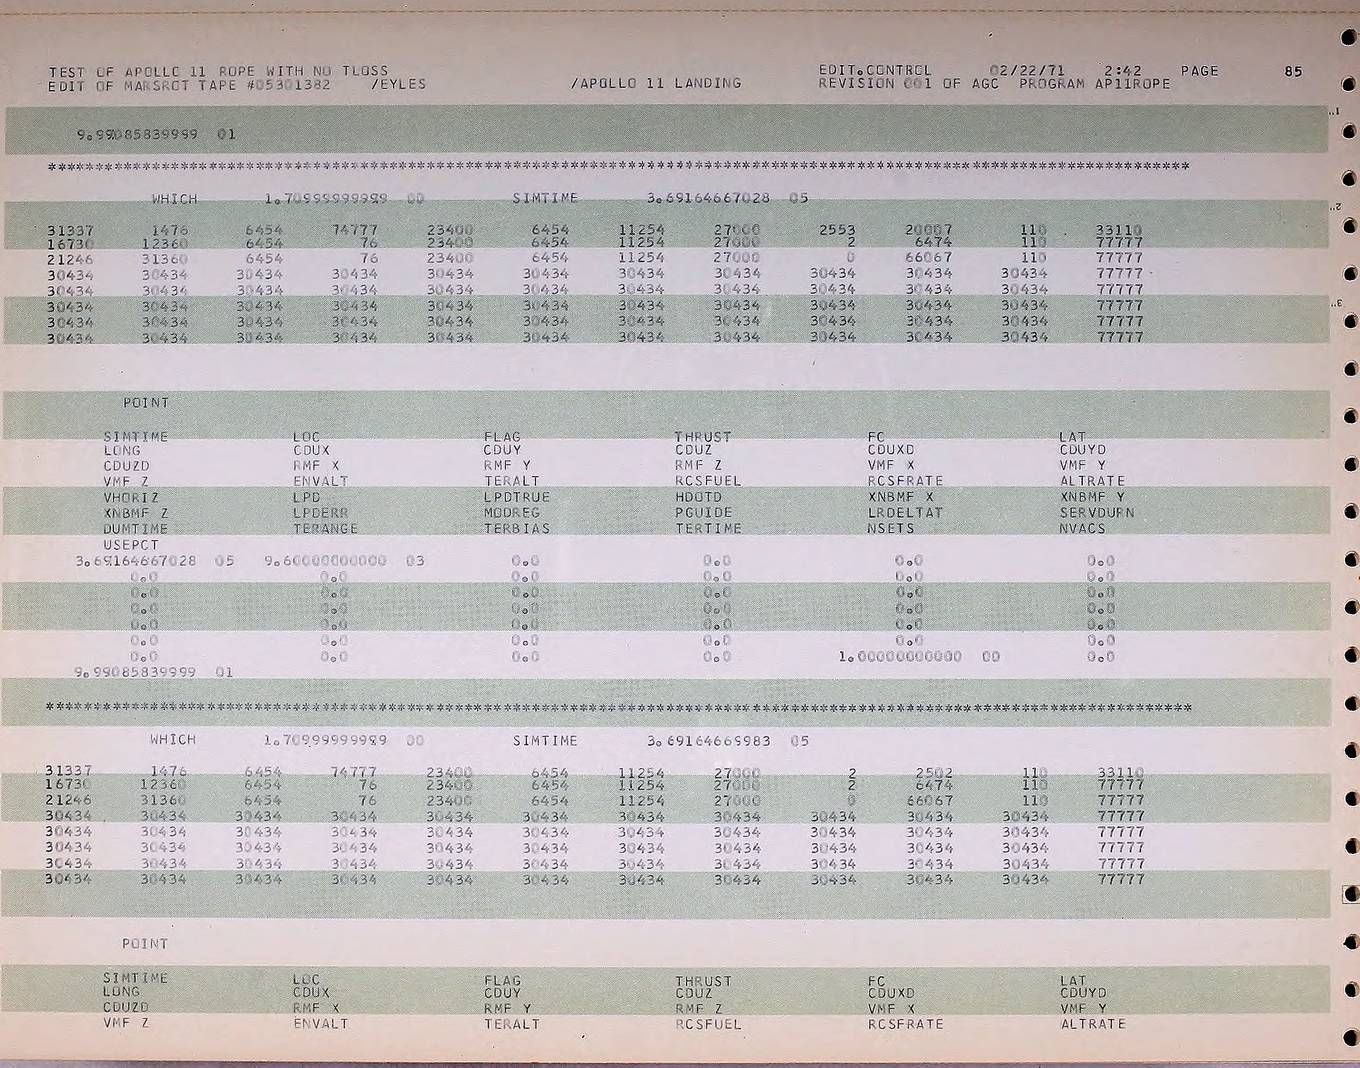 TEST OF APOLLO 11 ROPE WITH NO TLOSS EDIT.CONTROL 02/22/71 2:42 PAGE 85
EDIT OF MARSROT TAPE #05301382 /EYLES /APOLLO 11 LANDING REVISION 001 OF AGC PROGRAM AP11ROPE
9.99085839999 01
***********************************************************************************************************************
WHICH 1.70999999999 00 SIMTIME 3.69164667028 05
31337 1476 6454 74777 23400 6454 11254 27000 2553 20007 110 33110
16730 12360 6454 76 23400 6454 11254 27000 2 6474 110 77777
21246 31360 6454 76 23400 6454 11254 27000 0 66067 110 77777
30434 30434 30434 30434 30434 30434 30434 30434 30434 30434 30434 77777
30434 30434 30434 30434 30434 30434 30434 30434 30434 30434 30434 77777
30434 30434 30434 30434 30434 30434 30434 30434 30434 30434 30434 77777
30434 30434 30434 30434 30434 30434 30434 30434 30434 30434 30434 77777
30434 30434 30434 30434 30434 30434 30434 30434 30434 30434 30434 77777
POINT
SIMTIME LOC FLAG THRUST FC LAT
LONG CDUX CDUY CDUZ CDUXD CDUYD
CDUZD RMF X RMF Y RMF Z VMF X VMF Y
VMF Z ENVALT TERALT RCSFUEL RCSFRATE ALTRATE
VHORIZ LPD LPDTRUE HDOTD XNBMF X XNBMF Y
XNBMF Z LPDERR MODREG PGUIDE LRDELTAT SERVDURN
DUMTIME TERANGE TERBIAS TERTIME NSETS NVACS
USEPCT
3.69164667028 05 9.60000000000 03 0.0 0.0 0.0 0.0
0.0 0.0 0.0 0.0 0.0 0.0
0.0 0.0 0.0 0.0 0.0 0.0
0.0 0.0 0.0 0.0 0.0 0.0
0.0 0.0 0.0 0.0 0.0 0.0
0.0 0.0 0.0 0.0 0.0 0.0
0.0 0.0 0.0 0.0 1.00000000000 00 0.0
9.99085839999 01
***********************************************************************************************************************
WHICH 1.70999999999 00 SIMTIME 3.69164669983 05
31337 1476 6454 74777 23400 6454 11254 27000 2 2502 110 33110
16730 12360 6454 76 23400 6454 11254 27000 2 6474 110 77777
21246 31360 6454 76 23400 6454 11254 27000 0 66067 110 77777
30434 30434 30434 30434 30434 30434 30434 30434 30434 30434 30434 77777
30434 30434 30434 30434 30434 30434 30434 30434 30434 30434 30434 77777
30434 30434 30434 30434 30434 30434 30434 30434 30434 30434 30434 77777
30434 30434 30434 30434 30434 30434 30434 30434 30434 30434 30434 77777
30434 30434 30434 30434 30434 30434 30434 30434 30434 30434 30434 77777
POINT
SIMTIME LOC FLAG THRUST FC LAT
LONG CDUX CDUY CDUZ CDUXD CDUYD
CDUZD RMF X RMF Y RMF Z VMF X VMF Y
VMF Z ENVALT TERALT RCSFUEL RCSFRATE ALTRATE